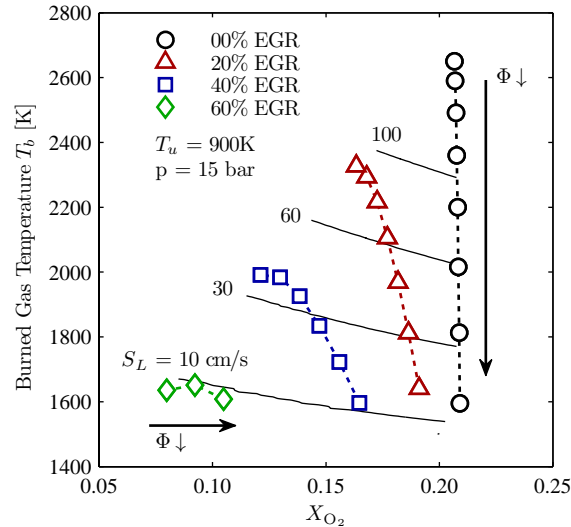 2800
2600
2400
2200
2000
1800
1600
1400
Burned Gas Temperature T_b [K]
00% EGR
20% EGR
40% EGR
60% EGR
T_u = 900K
p = 15 bar
Φ ↓
100
60
30
S_L = 10 cm/s
Φ ↓
0.05 0.10 0.15 0.20 0.25
X_{O_2}